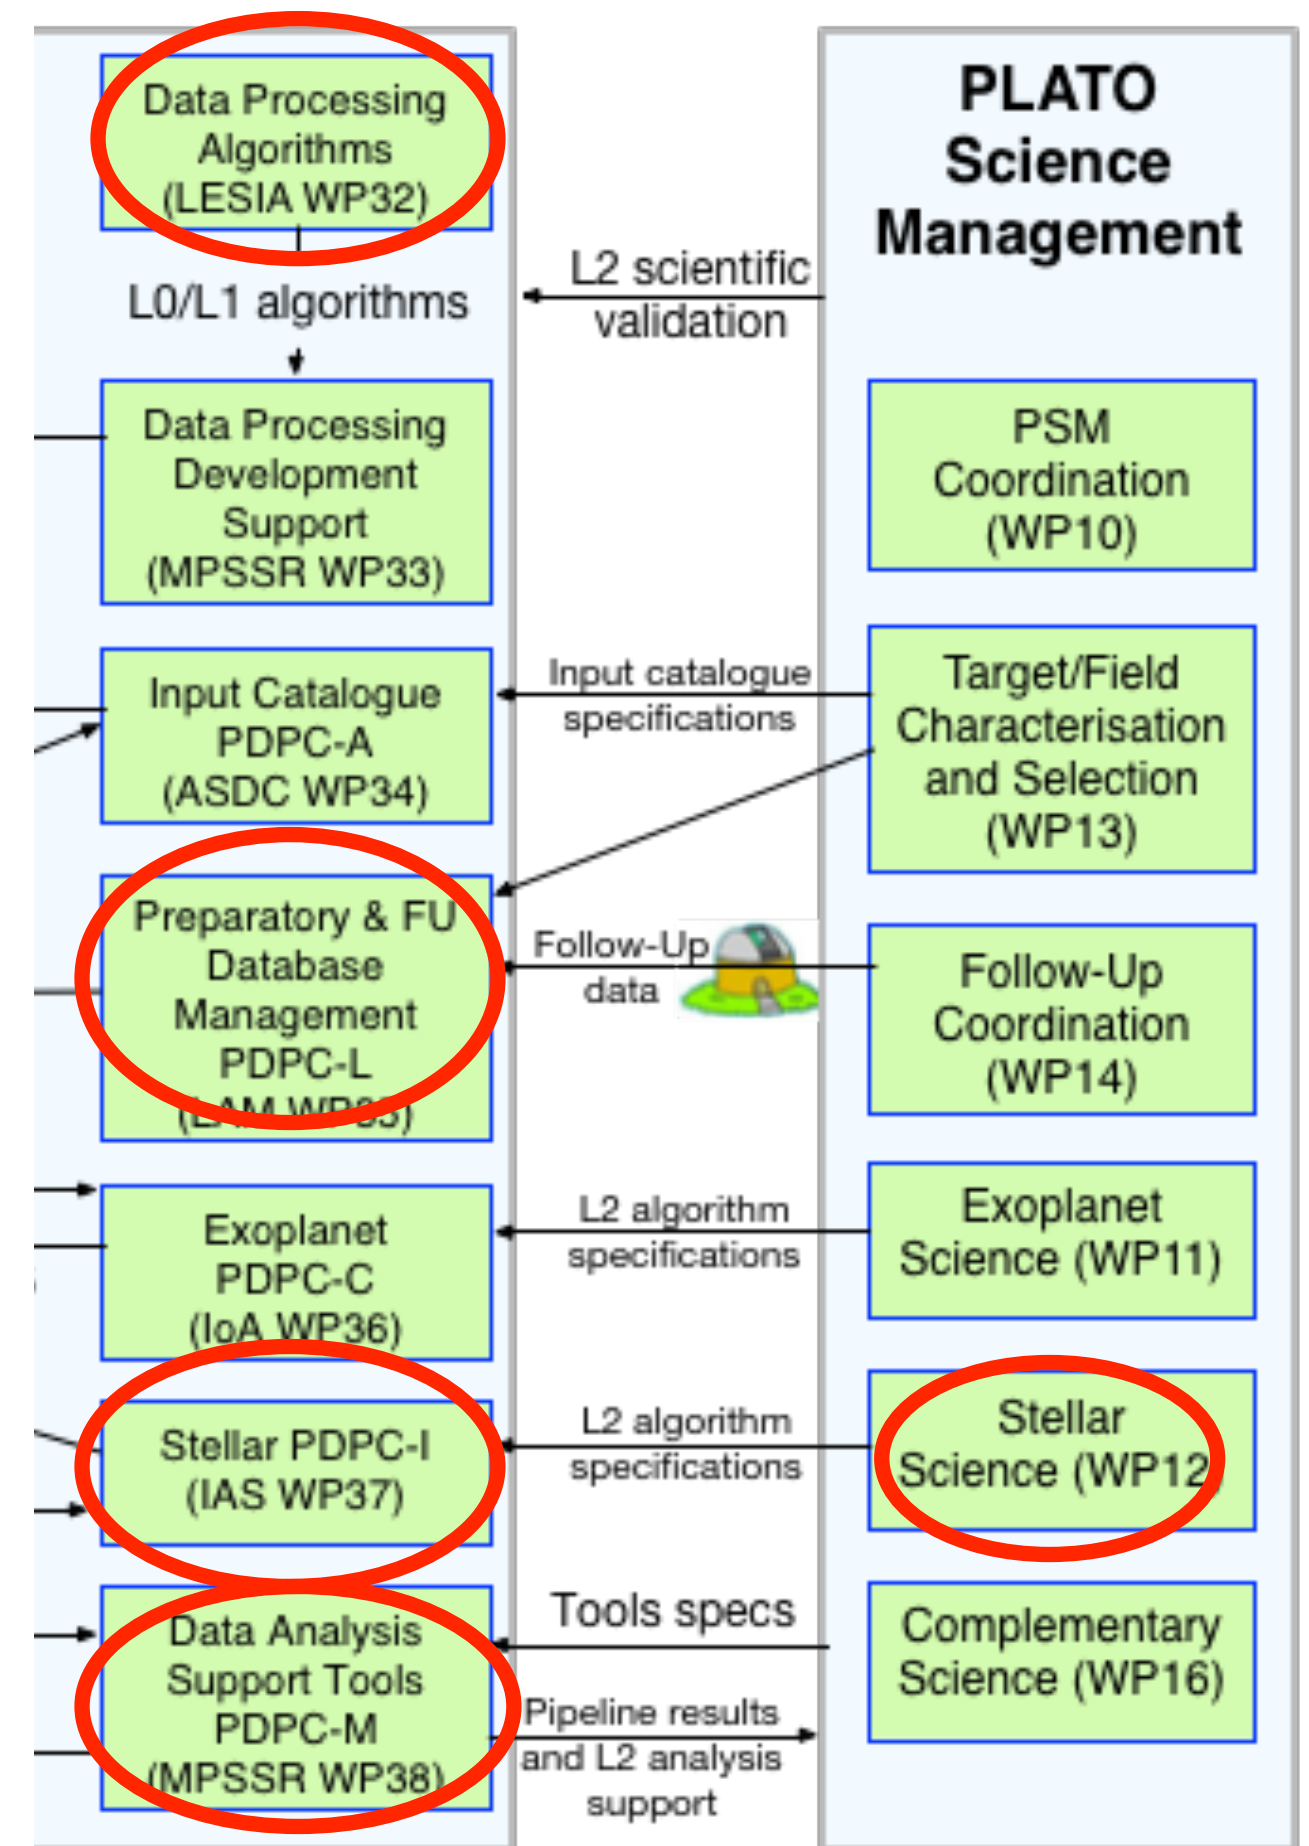 Data Processing
Algorithms
(LESIA WP32)
L0/L1 algorithms
Data Processing
Development
Support
(MPSSR WP33)
Input Catalogue
PDPC-A
(ASDC WP34)
Preparatory & FU
Database
Management
PDPC-L
(LAM WP35)
Exoplanet
PDPC-C
(IoA WP36)
Stellar PDPC-I
(IAS WP37)
Data Analysis
Support Tools
PDPC-M
(MPSSR WP38)
L2 scientific
validation
Input catalogue
specifications
Follow-Up
data
L2 algorithm
specifications
L2 algorithm
specifications
Tools specs
Pipeline results
and L2 analysis
support
PLATO
Science
Management
PSM
Coordination
(WP10)
Target/Field
Characterisation
and Selection
(WP13)
Follow-Up
Coordination
(WP14)
Exoplanet
Science (WP11)
Stellar
Science (WP12)
Complementary
Science (WP16)